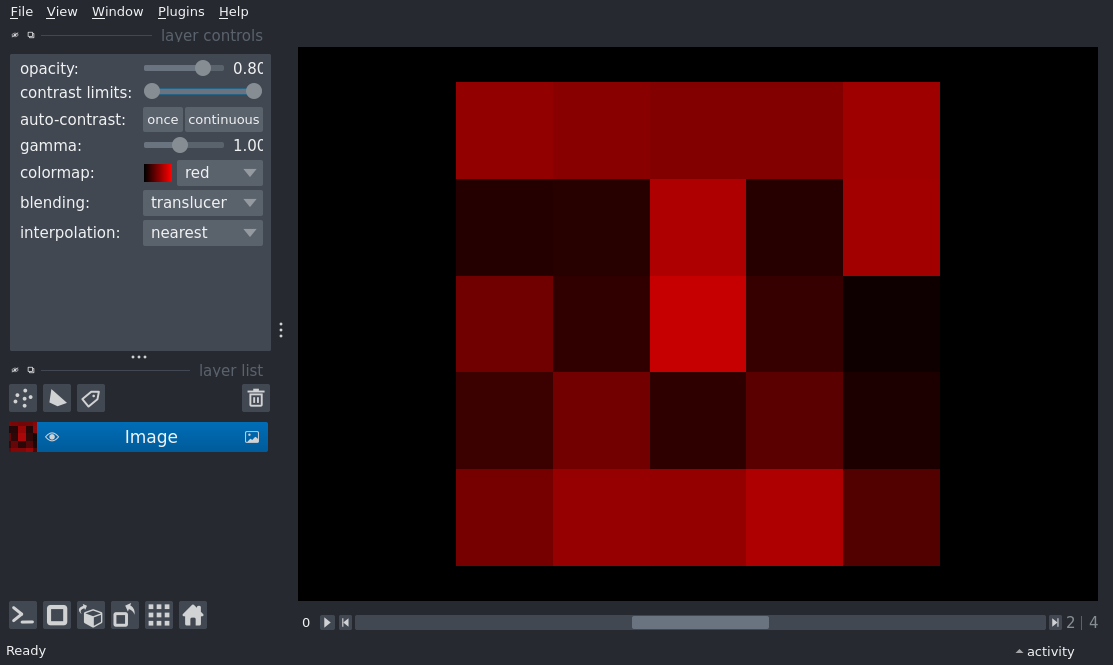 File View Window Plugins Help
layer controls
opacity: 0.80
contrast limits:
auto-contrast: once continuous
gamma: 1.00
colormap: red
blending: translucer
interpolation: nearest
layer list
Image
0 2 | 4
Ready activity